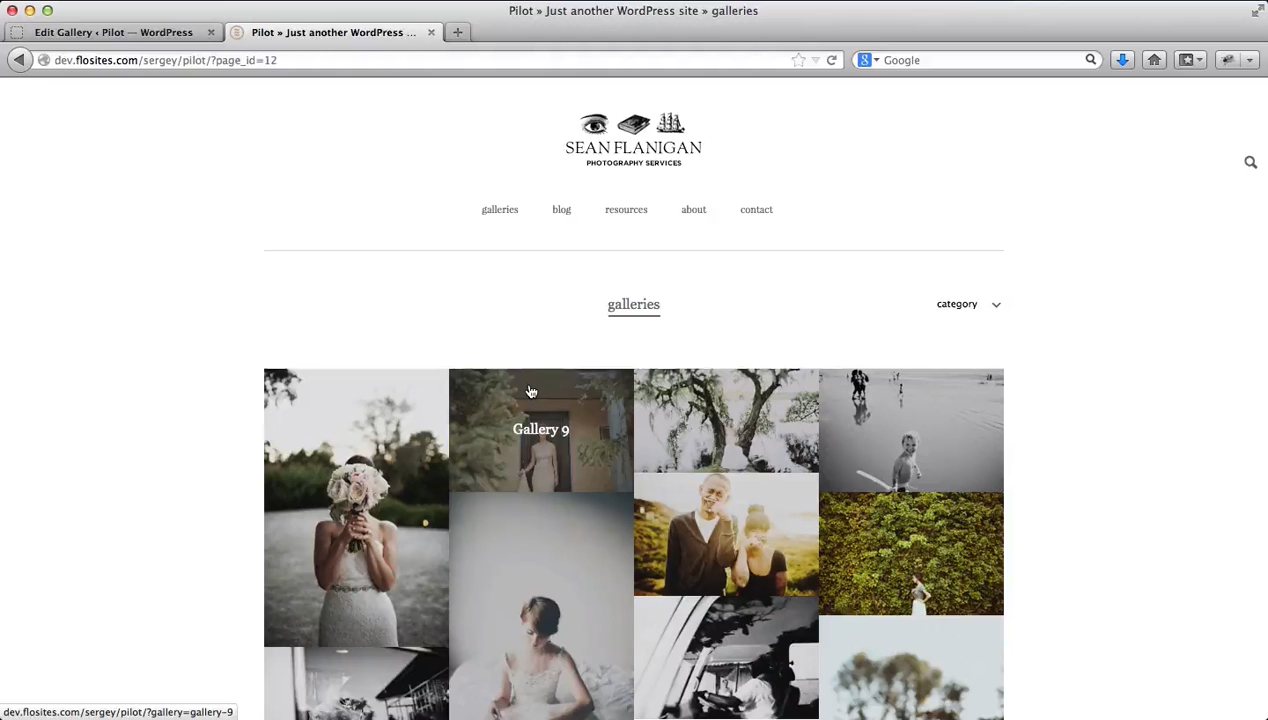 Pilot » Just another WordPress site » galleries
Edit Gallery ‹ Pilot — WordPress
Pilot » Just another WordPress ...
dev.flosites.com/sergey/pilot/?page_id=12
Google
SEAN FLANIGAN
PHOTOGRAPHY SERVICES
galleries blog resources about contact
galleries
category
Gallery 9
dev.flosites.com/sergey/pilot/?gallery=gallery-9